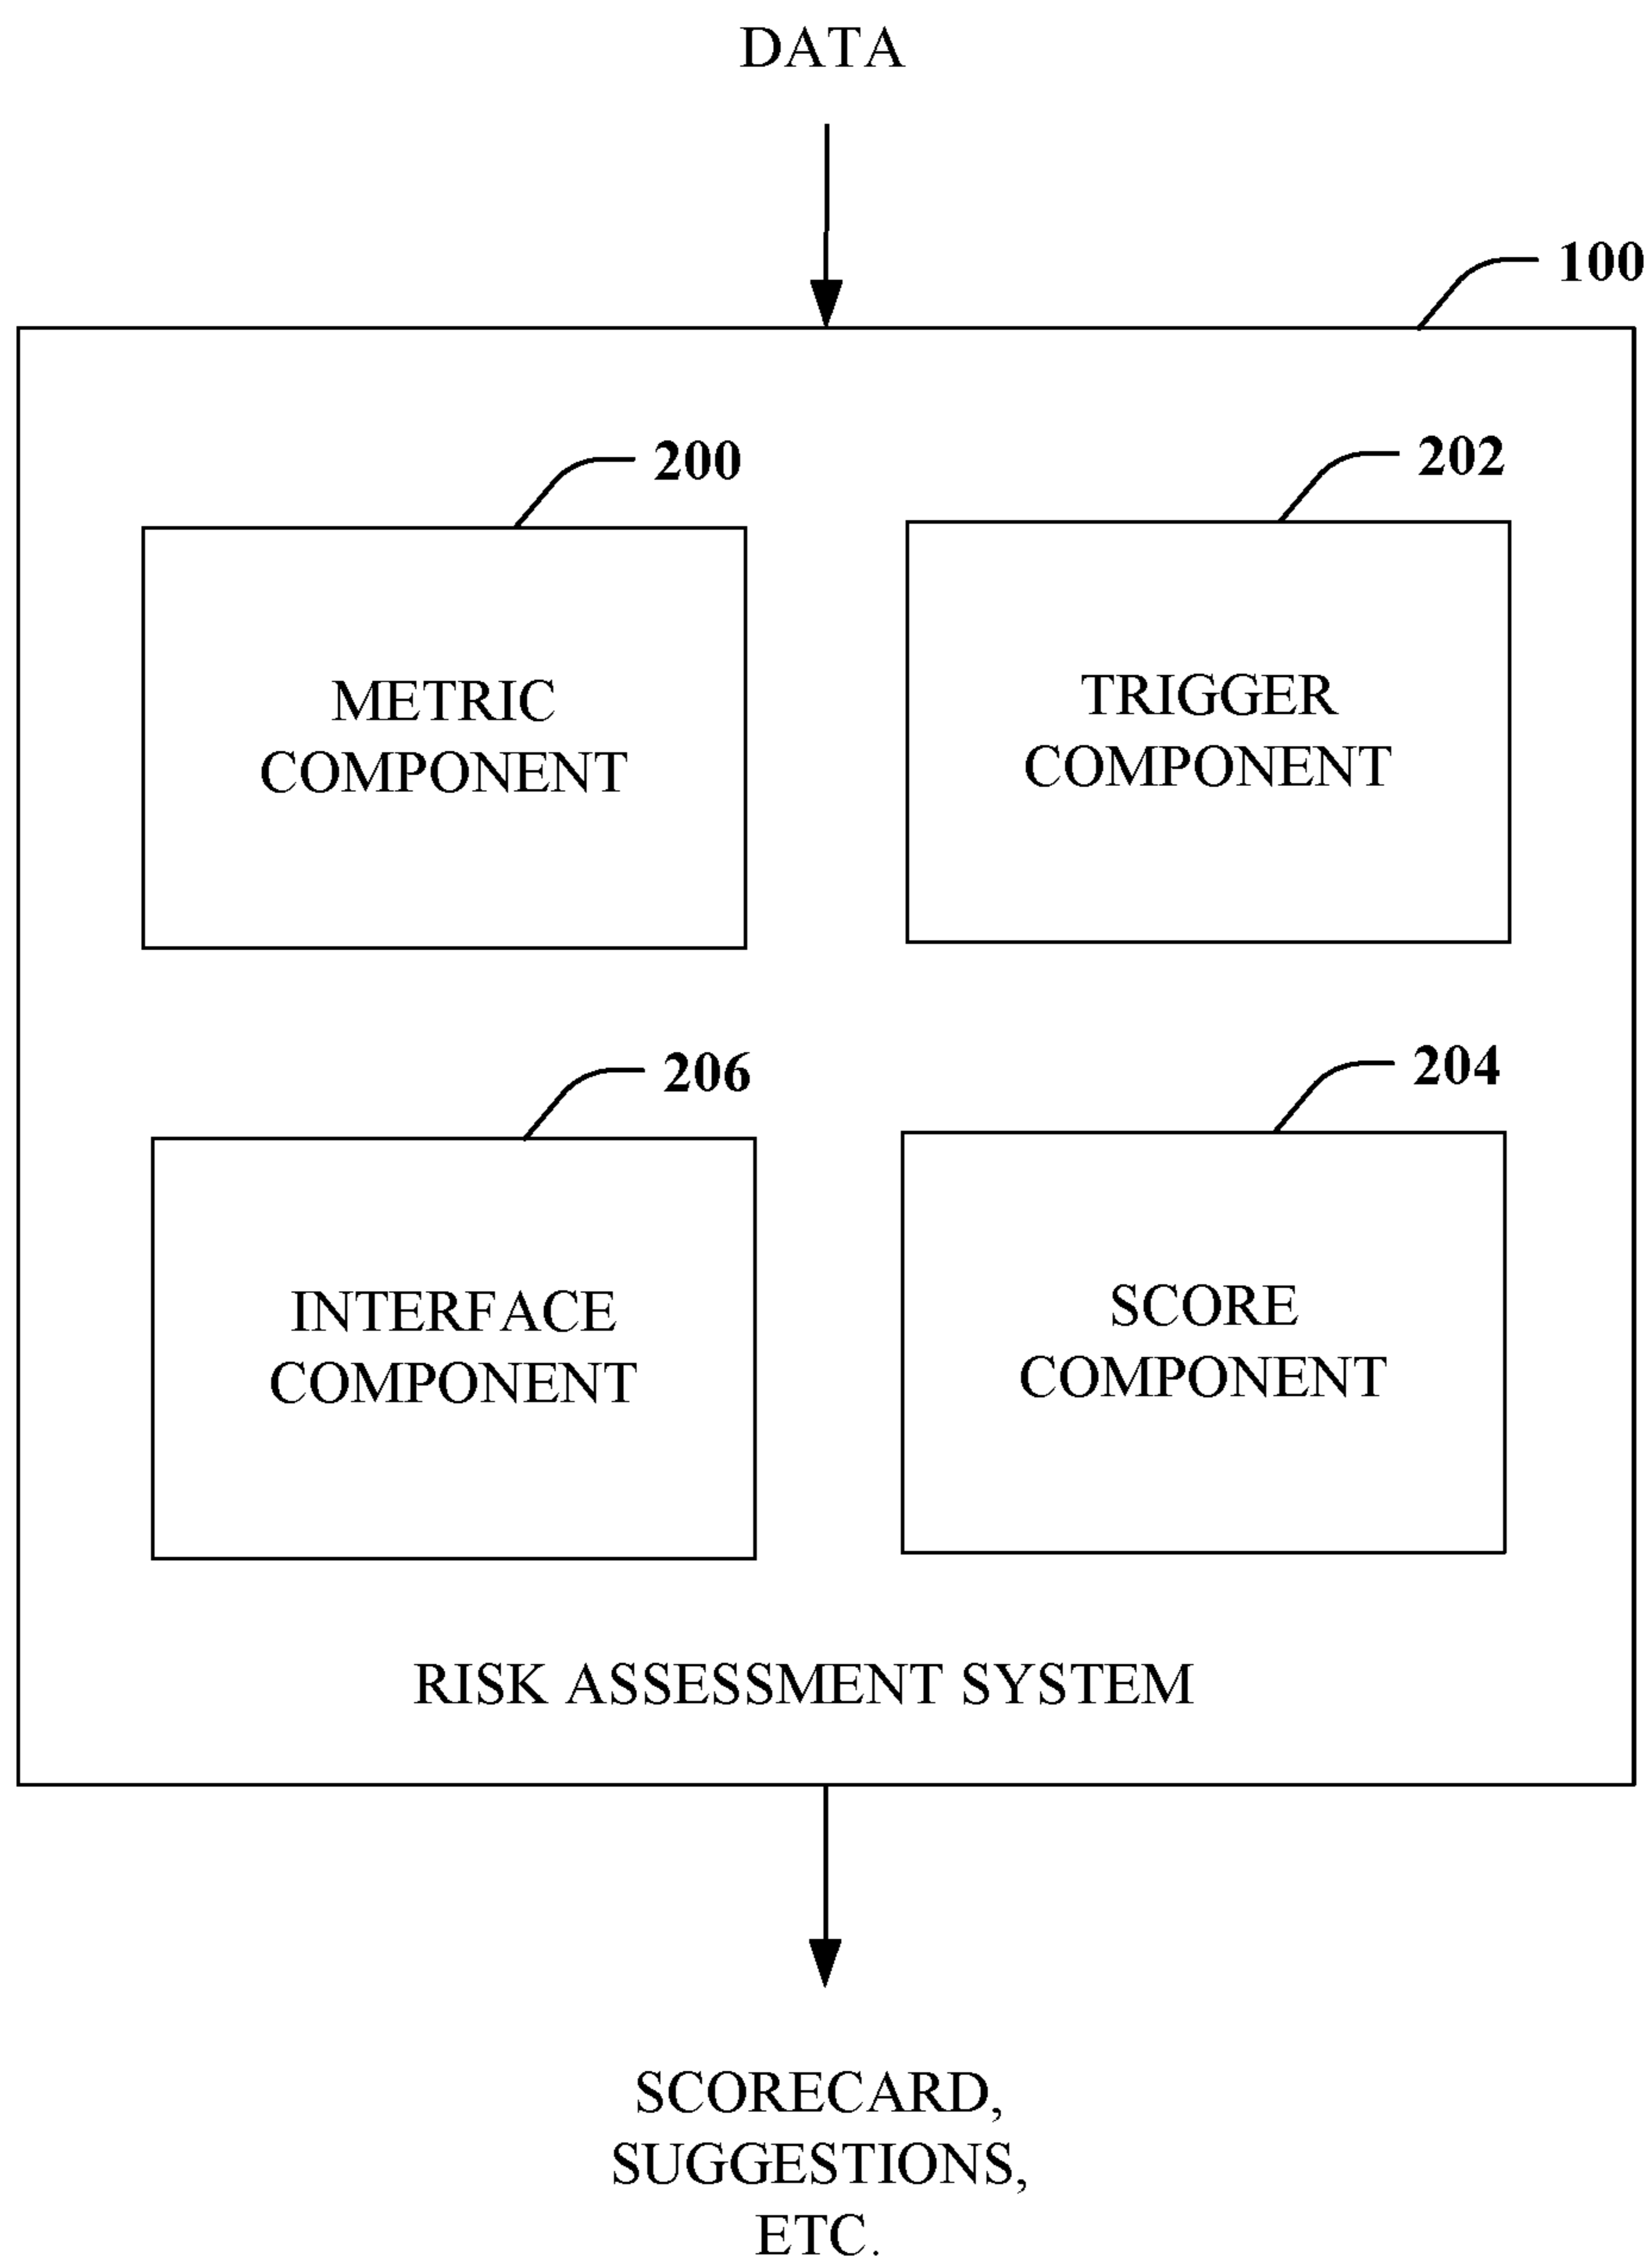 DATA
100
200
202
METRIC
COMPONENT
TRIGGER
COMPONENT
206
204
INTERFACE
COMPONENT
SCORE
COMPONENT
RISK ASSESSMENT SYSTEM
SCORECARD,
SUGGESTIONS,
ETC.